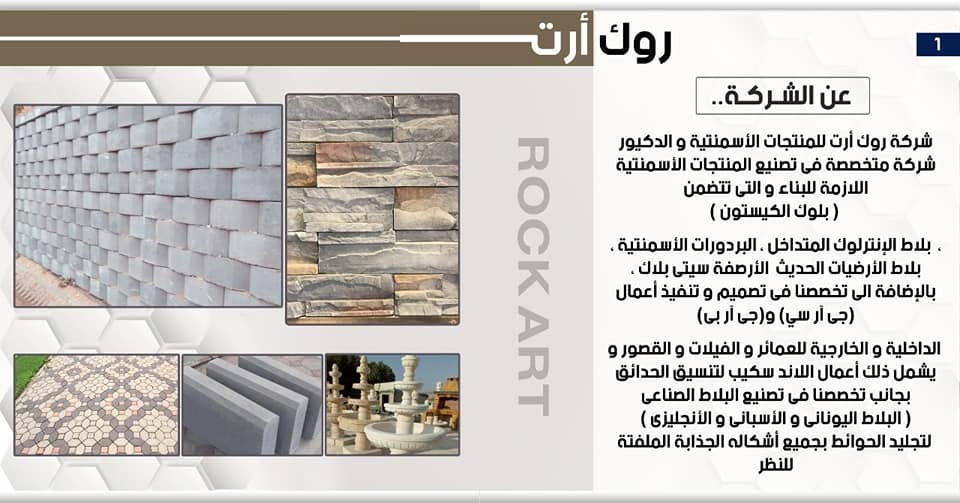 روك أرت
1
عن الشركة..
شركة روك أرت للمنتجات الأسمنتية و الدكيور
شركة متخصصة فى تصنيع المنتجات الأسمنتية
اللازمة للبناء و التى تتضمن
( بلوك الكيستون )
، بلاط الإنترلوك المتداخل ، البردورات الأسمنتية ،
بلاط الأرضيات الحديث الأرصفة سيتى بلاك ،
بالإضافة الى تخصصنا فى تصميم و تنفيذ أعمال
(جى آر سي) و(جى آر بى)
الداخلية و الخارجية للعمائر و الفيلات و القصور و
يشمل ذلك أعمال اللاند سكيب لتنسيق الحدائق
بجانب تخصصنا فى تصنيع البلاط الصناعى
( البلاط اليونانى و الأسبانى و الأنجليزى )
لتجليد الحوائط بجميع أشكاله الجذابة الملفتة
للنظر
ROCK ART